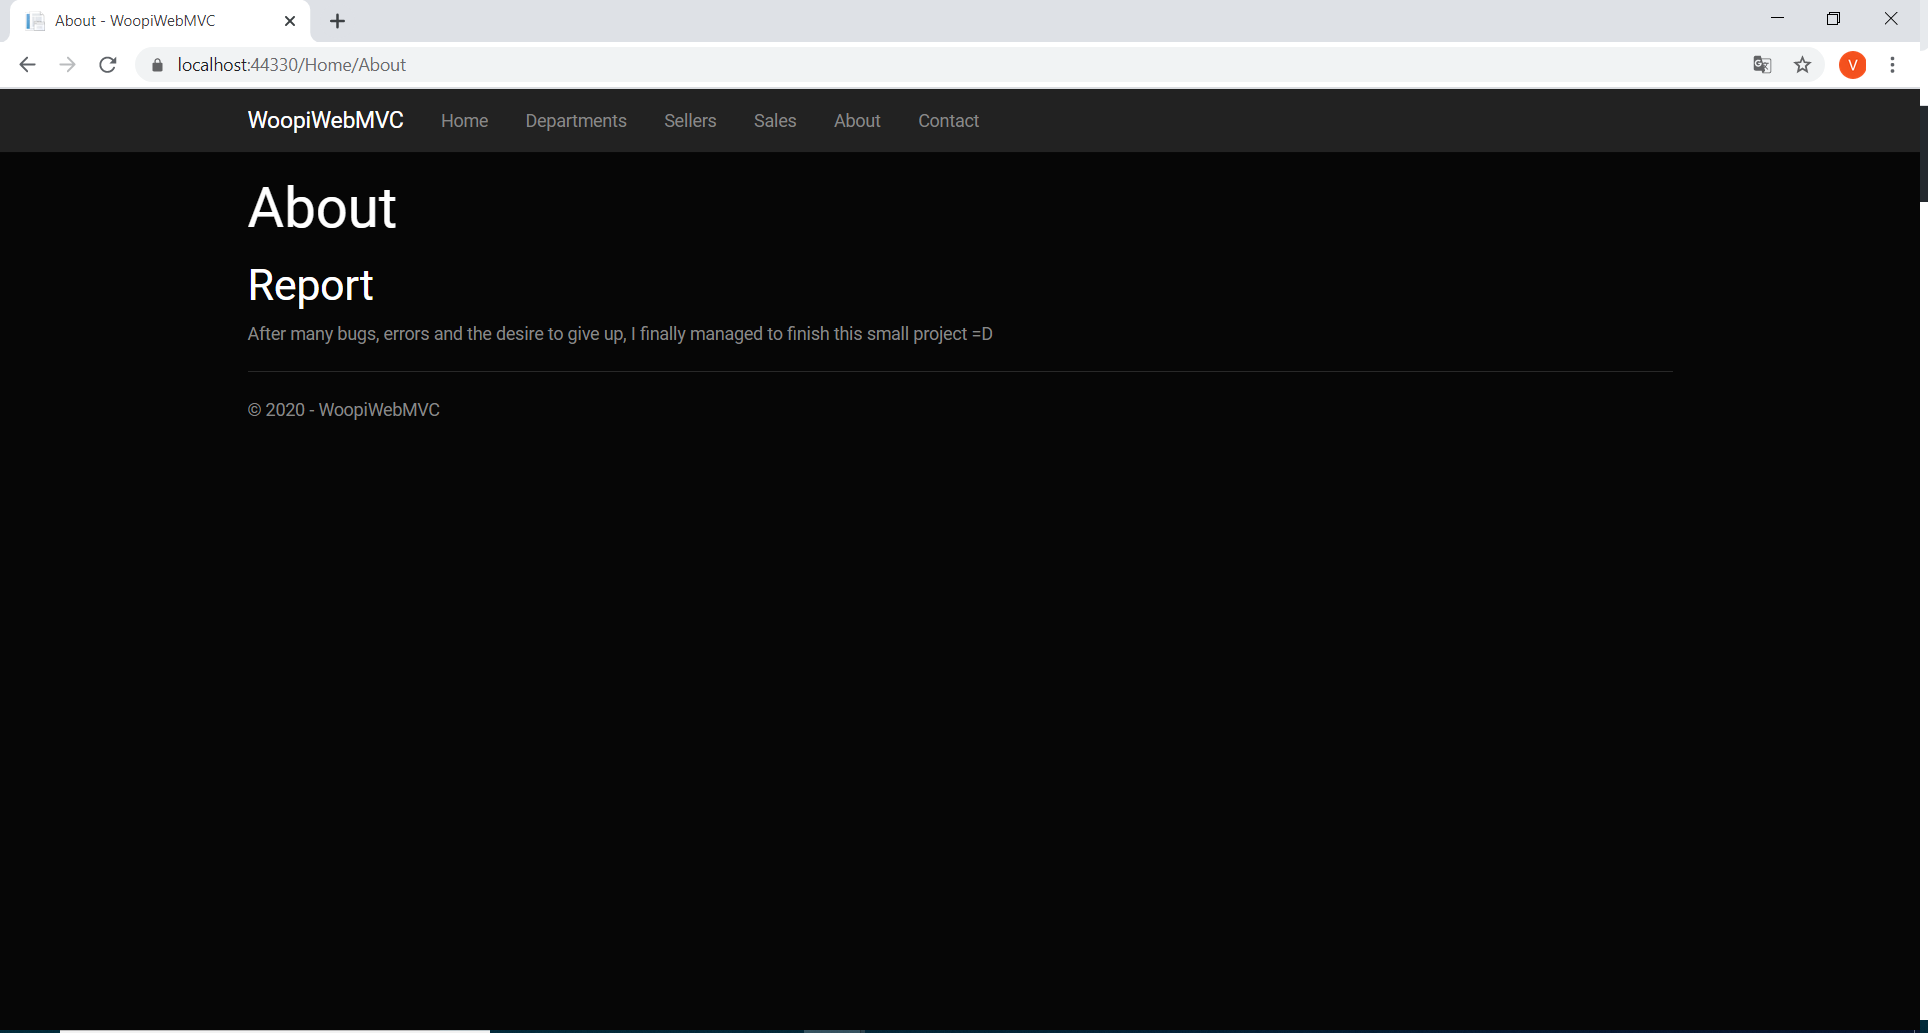 About - WoopiWebMVC
localhost:44330/Home/About
V
WoopiWebMVC Home Departments Sellers Sales About Contact
About
Report
After many bugs, errors and the desire to give up, I finally managed to finish this small project =D
© 2020 - WoopiWebMVC